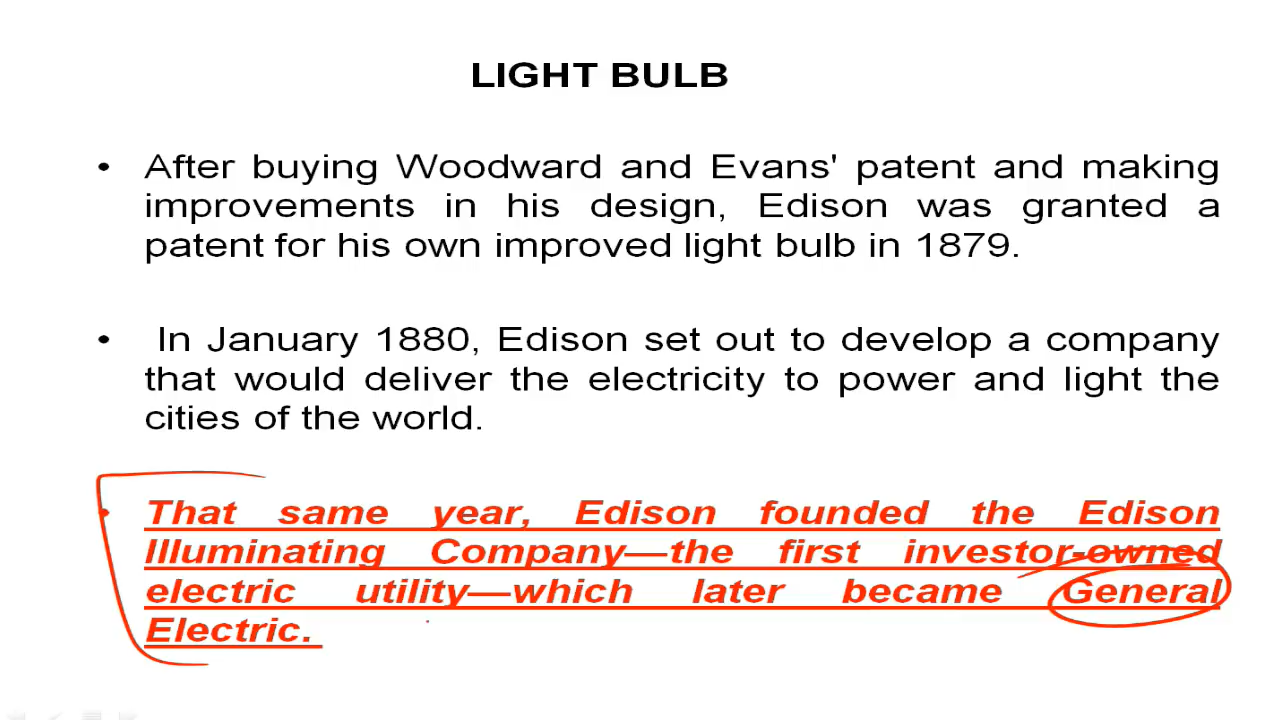 LIGHT BULB
• After buying Woodward and Evans' patent and making
improvements in his design, Edison was granted a
patent for his own improved light bulb in 1879.
• In January 1880, Edison set out to develop a company
that would deliver the electricity to power and light the
cities of the world.
• That same year, Edison founded the Edison
Illuminating Company—the first investor-owned
electric utility—which later became General
Electric.